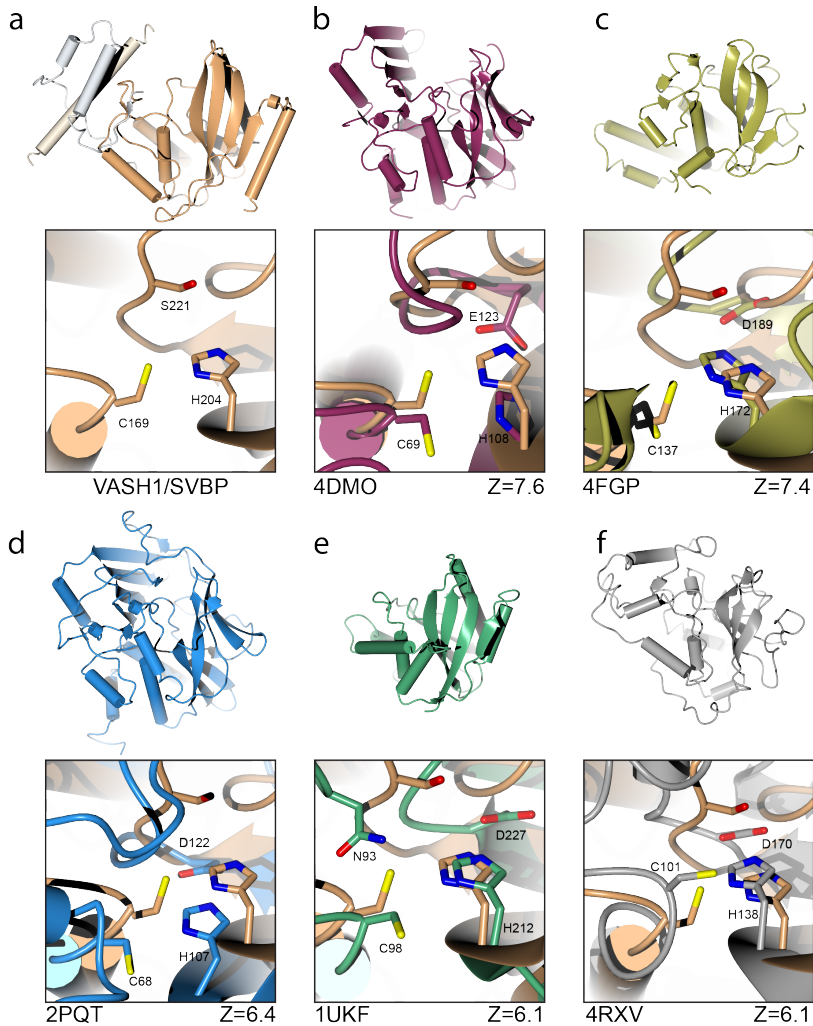 a
b
c
S221
C169
H204
VASH1/SVBP
E123
C69
H108
4DMO
Z=7.6
D189
H172
C137
4FGP
Z=7.4
d
e
f
D122
C68
H107
2PQT
Z=6.4
N93
D227
C98
H212
1UKF
Z=6.1
C101
D170
H138
4RXV
Z=6.1